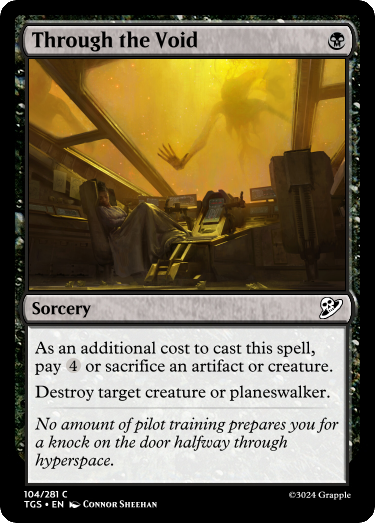 Through the Void
Sorcery
As an additional cost to cast this spell,
pay 4 or sacrifice an artifact or creature.
Destroy target creature or planeswalker.
No amount of pilot training prepares you for
a knock on the door halfway through
hyperspace.
104/281 C
TGS • EN Connor Sheehan
©3024 Grapple